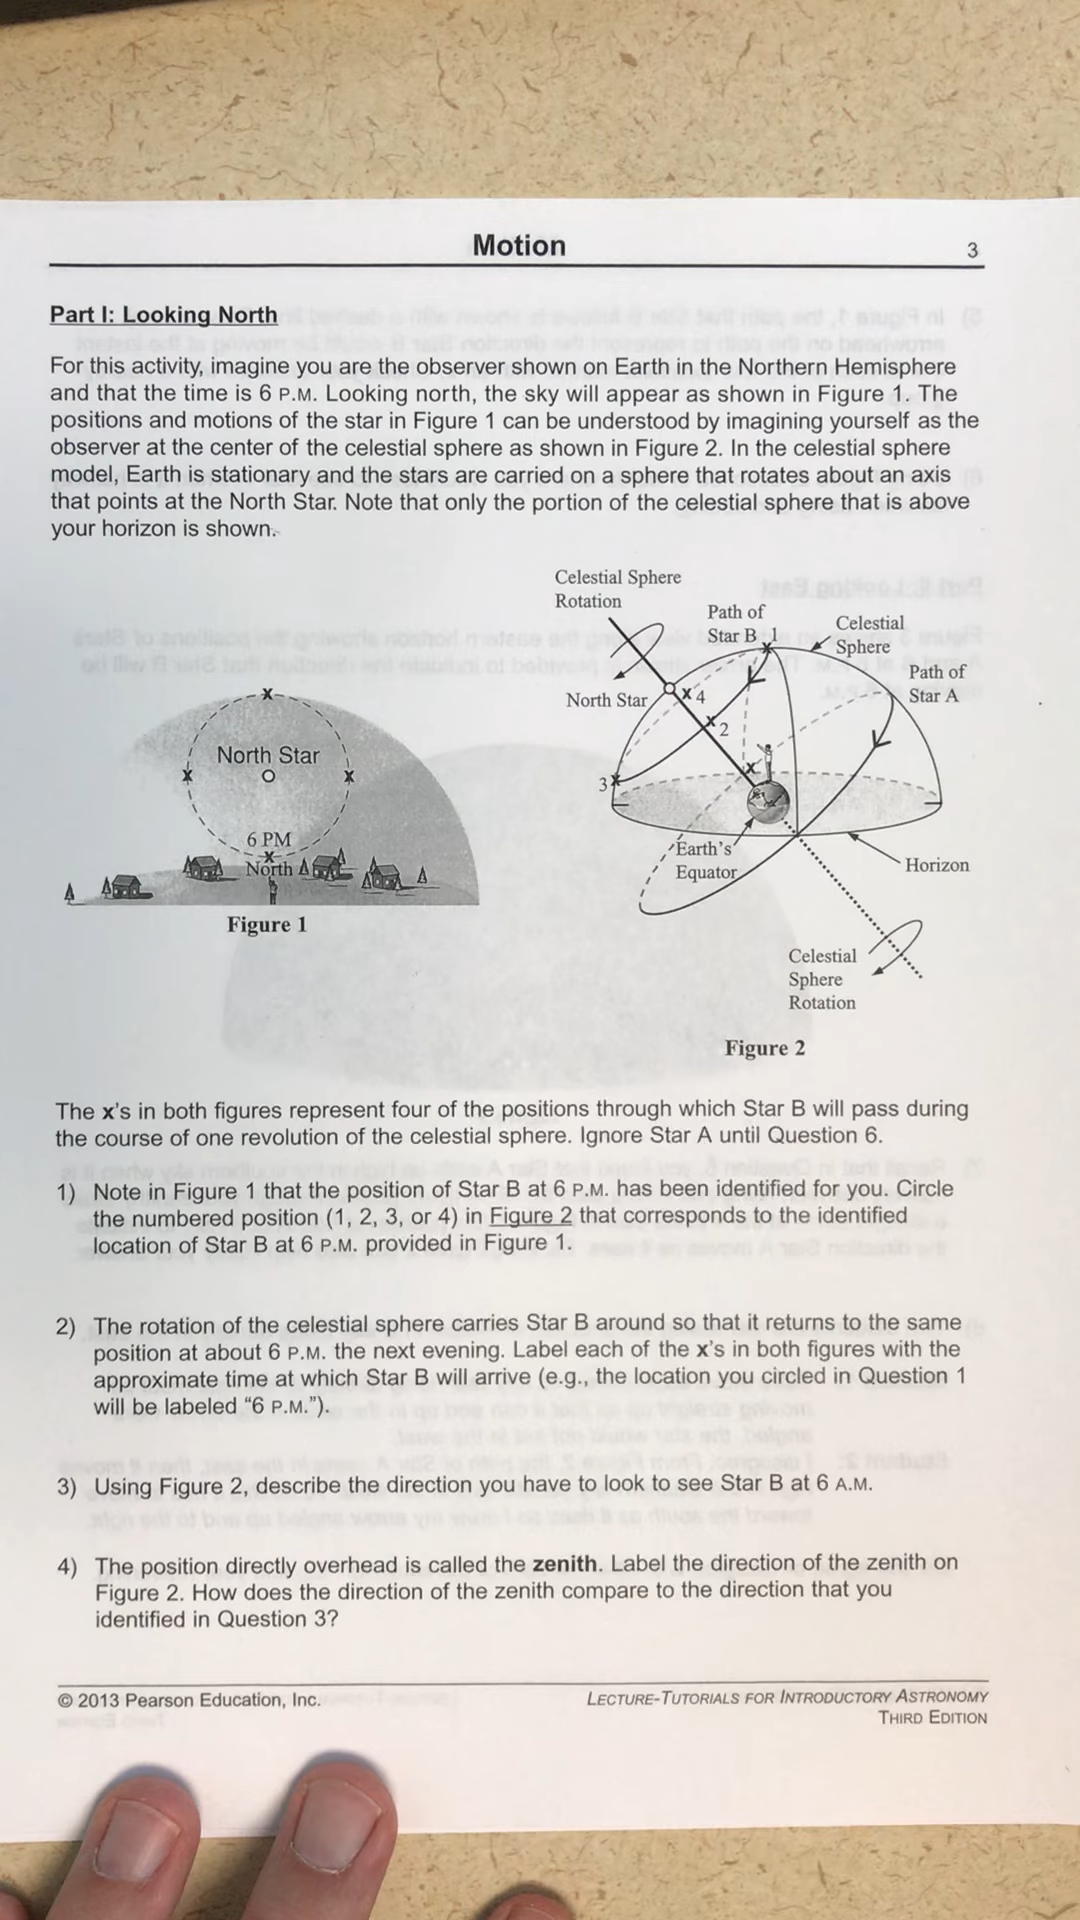 Motion
3
Part I: Looking North
For this activity, imagine you are the observer shown on Earth in the Northern Hemisphere
and that the time is 6 P.M. Looking north, the sky will appear as shown in Figure 1. The
positions and motions of the star in Figure 1 can be understood by imagining yourself as the
observer at the center of the celestial sphere as shown in Figure 2. In the celestial sphere
model, Earth is stationary and the stars are carried on a sphere that rotates about an axis
that points at the North Star. Note that only the portion of the celestial sphere that is above
your horizon is shown.
x
North Star
x
x
6 PM
x
North
Figure 1
Celestial Sphere
Rotation
Path of
Star B
1
x
Celestial
Sphere
Path of
Star A
North Star
x 4
x 2
3 x
x
Earth's
Equator
Horizon
Celestial
Sphere
Rotation
Figure 2
The x's in both figures represent four of the positions through which Star B will pass during
the course of one revolution of the celestial sphere. Ignore Star A until Question 6.
1) Note in Figure 1 that the position of Star B at 6 P.M. has been identified for you. Circle
the numbered position (1, 2, 3, or 4) in Figure 2 that corresponds to the identified
location of Star B at 6 P.M. provided in Figure 1.
2) The rotation of the celestial sphere carries Star B around so that it returns to the same
position at about 6 P.M. the next evening. Label each of the x's in both figures with the
approximate time at which Star B will arrive (e.g., the location you circled in Question 1
will be labeled “6 P.M.”).
3) Using Figure 2, describe the direction you have to look to see Star B at 6 A.M.
4) The position directly overhead is called the zenith. Label the direction of the zenith on
Figure 2. How does the direction of the zenith compare to the direction that you
identified in Question 3?
© 2013 Pearson Education, Inc.
LECTURE-TUTORIALS FOR INTRODUCTORY ASTRONOMY
THIRD EDITION